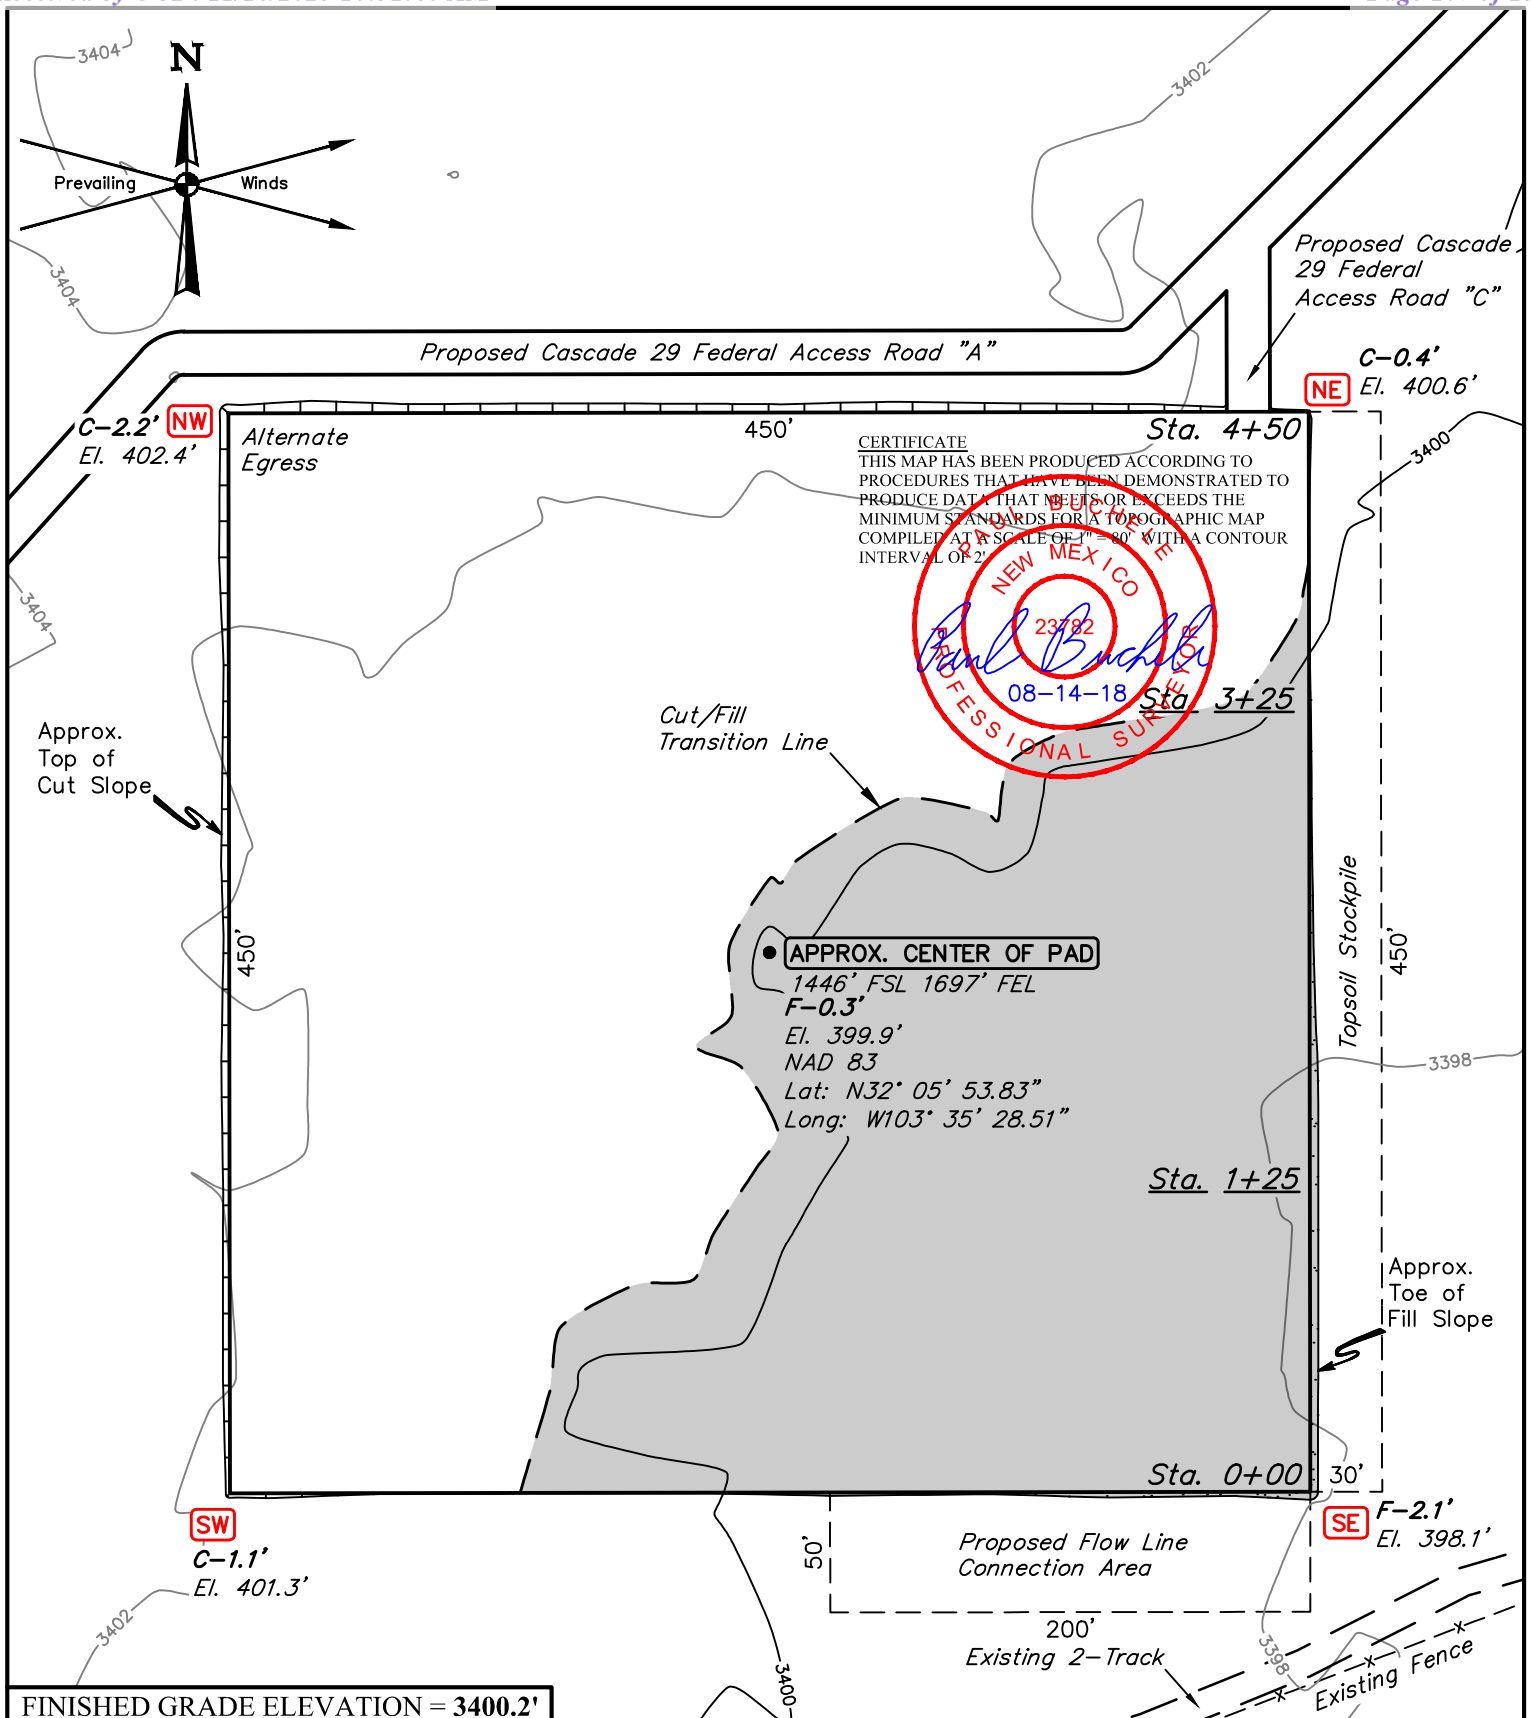 3404
N
Prevailing Winds
3404
3402
Proposed Cascade
29 Federal
Access Road "C"
Proposed Cascade 29 Federal Access Road "A"
C-0.4'
NE
El. 400.6'
C-2.2'
NW
El. 402.4'
Alternate
Egress
450'
Sta. 4+50
3400
CERTIFICATE
THIS MAP HAS BEEN PRODUCED ACCORDING TO
PROCEDURES THAT HAVE BEEN DEMONSTRATED TO
PRODUCE DATA THAT MEETS OR EXCEEDS THE
MINIMUM STANDARDS FOR A TOPOGRAPHIC MAP
COMPILED AT A SCALE OF 1" = 80' WITH A CONTOUR
INTERVAL OF 2'
PAUL BUCHELE
NEW MEXICO
23782
Paul Buchele
08-14-18
PROFESSIONAL SURVEYOR
3404
Sta. 3+25
Cut/Fill
Transition Line
Approx.
Top of
Cut Slope
450'
APPROX. CENTER OF PAD
1446' FSL 1697' FEL
F-0.3'
El. 399.9'
NAD 83
Lat: N32° 05' 53.83"
Long: W103° 35' 28.51"
Topsoil Stockpile
450'
3398
Sta. 1+25
Approx.
Toe of
Fill Slope
Sta. 0+00
30'
SW
C-1.1'
El. 401.3'
SE
F-2.1'
El. 398.1'
50'
Proposed Flow Line
Connection Area
200'
3402
3400
Existing 2-Track
3398
Existing Fence
FINISHED GRADE ELEVATION = 3400.2'